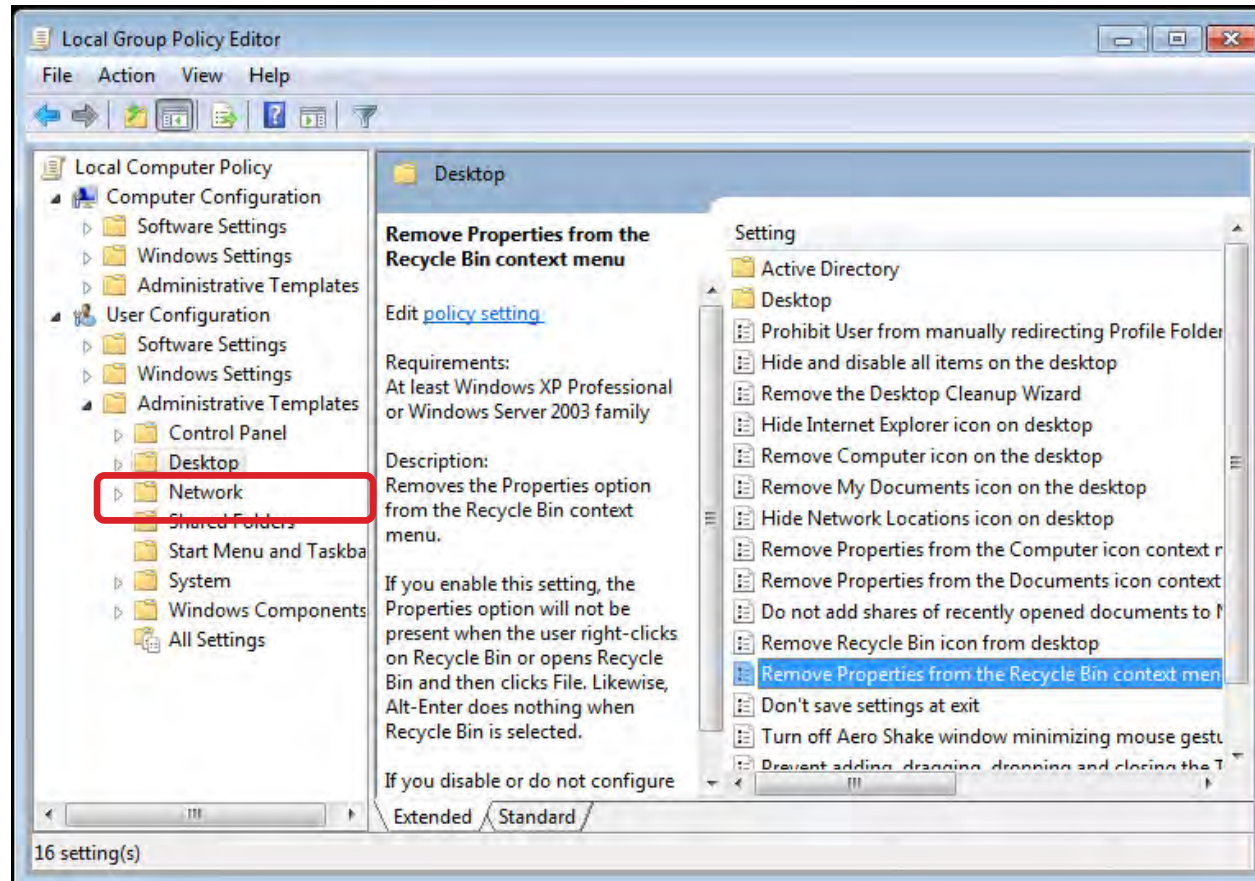 Local Group Policy Editor
File Action View Help
Local Computer Policy
Computer Configuration
Software Settings
Windows Settings
Administrative Templates
User Configuration
Software Settings
Windows Settings
Administrative Templates
Control Panel
Desktop
Network
Shared Folders
Start Menu and Taskba
System
Windows Components
All Settings
Desktop
Remove Properties from the
Recycle Bin context menu
Edit policy setting
Requirements:
At least Windows XP Professional
or Windows Server 2003 family
Description:
Removes the Properties option
from the Recycle Bin context
menu.
If you enable this setting, the
Properties option will not be
present when the user right-clicks
on Recycle Bin or opens Recycle
Bin and then clicks File. Likewise,
Alt-Enter does nothing when
Recycle Bin is selected.
If you disable or do not configure
Setting
Active Directory
Desktop
Prohibit User from manually redirecting Profile Folder
Hide and disable all items on the desktop
Remove the Desktop Cleanup Wizard
Hide Internet Explorer icon on desktop
Remove Computer icon on the desktop
Remove My Documents icon on the desktop
Hide Network Locations icon on desktop
Remove Properties from the Computer icon context
Remove Properties from the Documents icon context
Do not add shares of recently opened documents to
Remove Recycle Bin icon from desktop
Remove Properties from the Recycle Bin context men
Don't save settings at exit
Turn off Aero Shake window minimizing mouse gestu
Prevent adding, dragging, dropping and closing the T
Extended Standard
16 setting(s)